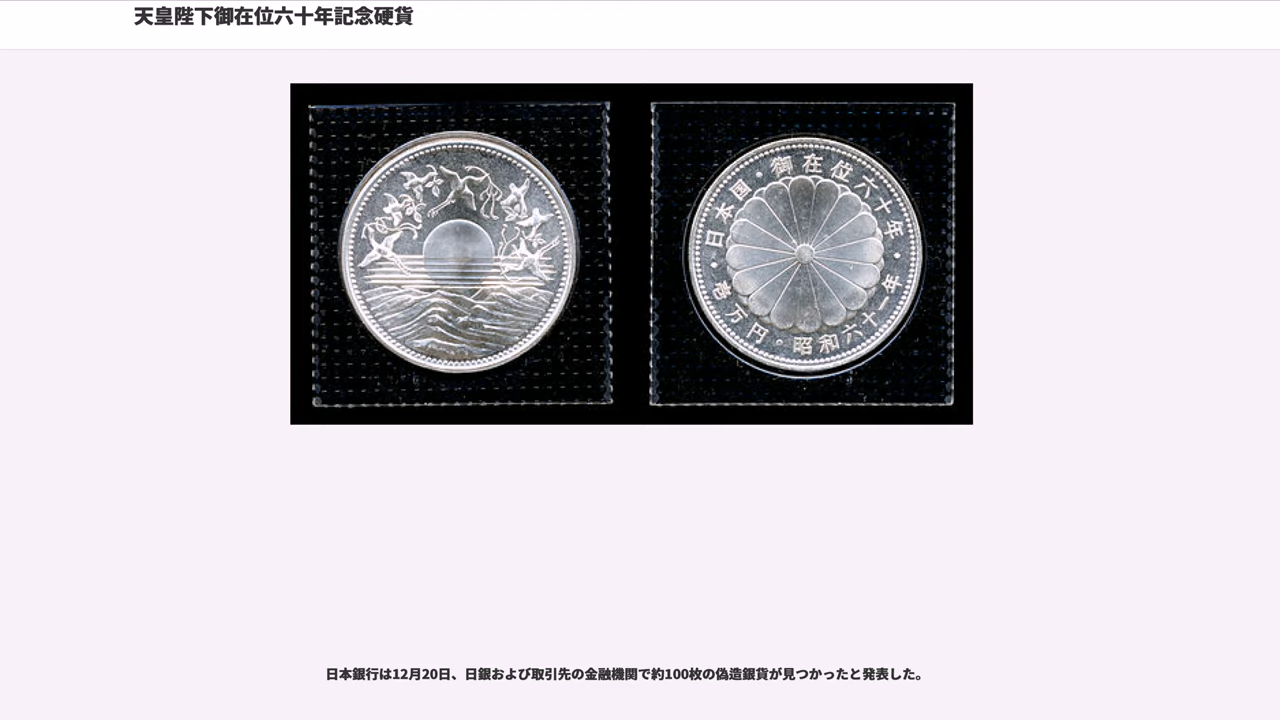 天皇陛下御在位六十年記念硬貨
日本国・御在位六十年・
壱万円・昭和六十一年
日本銀行は12月20日、日銀および取引先の金融機関で約100枚の偽造銀貨が見つかったと発表した。